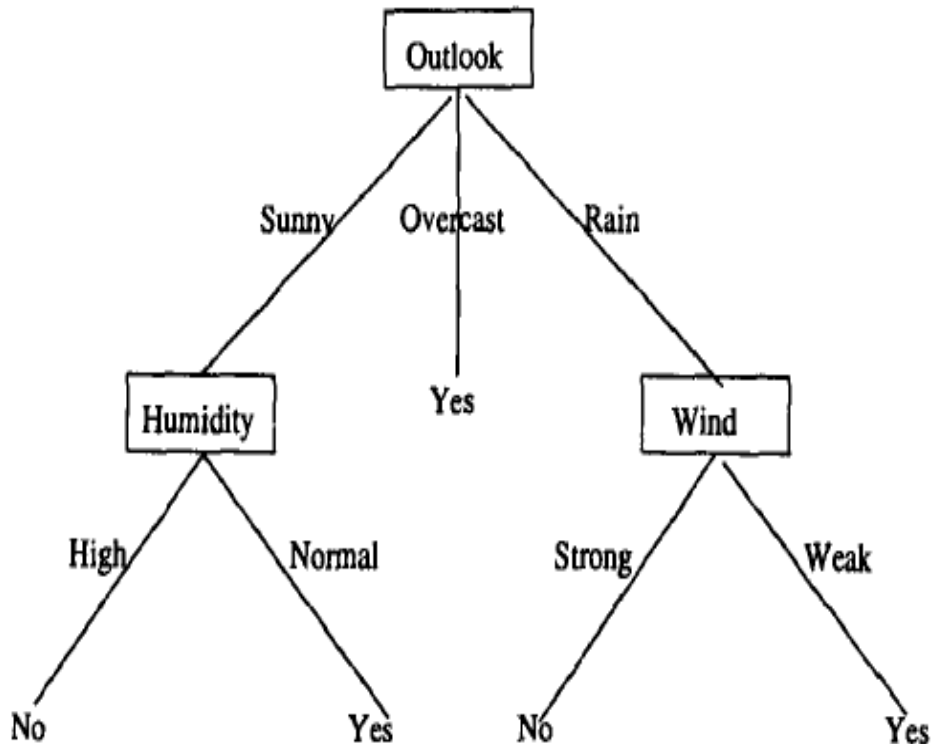 Outlook
Sunny Overcast Rain
Yes
Humidity Wind
High Normal Strong Weak
No Yes No Yes